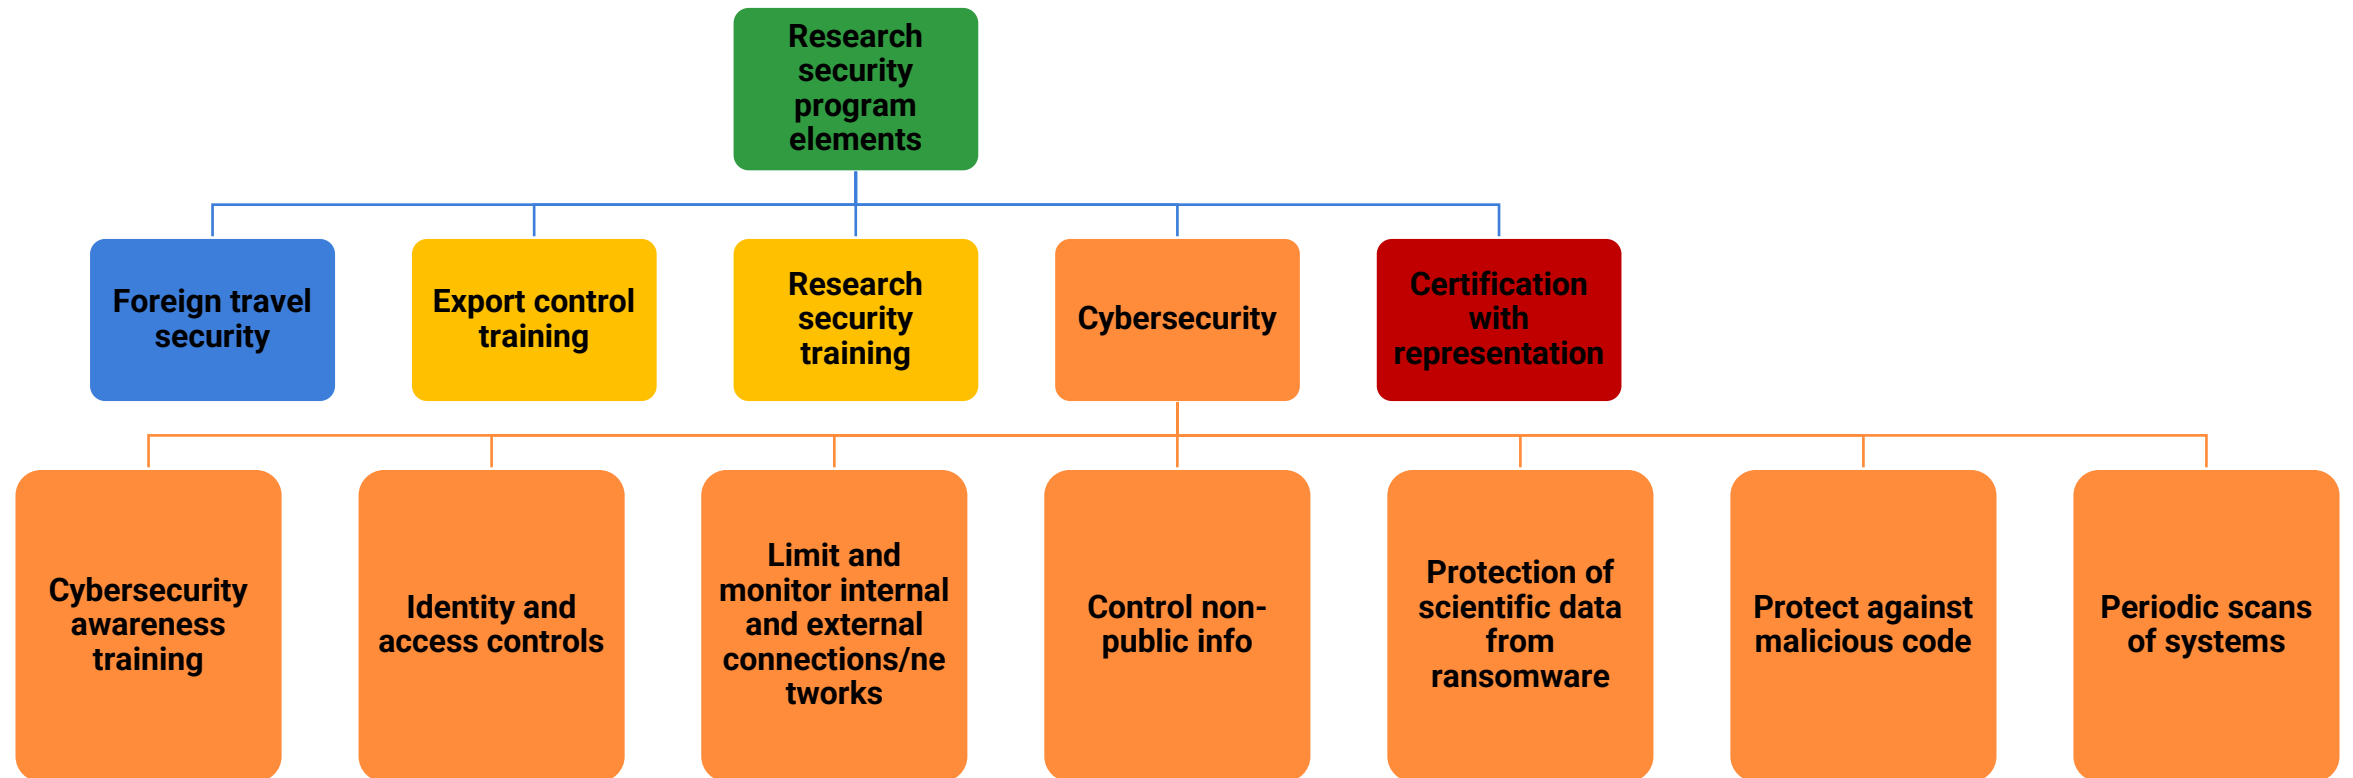 Research
security
program
elements
Foreign travel
security
Export control
training
Research
security
training
Cybersecurity
Certification
with
representation
Cybersecurity
awareness
training
Identity and
access controls
Limit and
monitor internal
and external
connections/ne
tworks
Control non-
public info
Protection of
scientific data
from
ransomware
Protect against
malicious code
Periodic scans
of systems